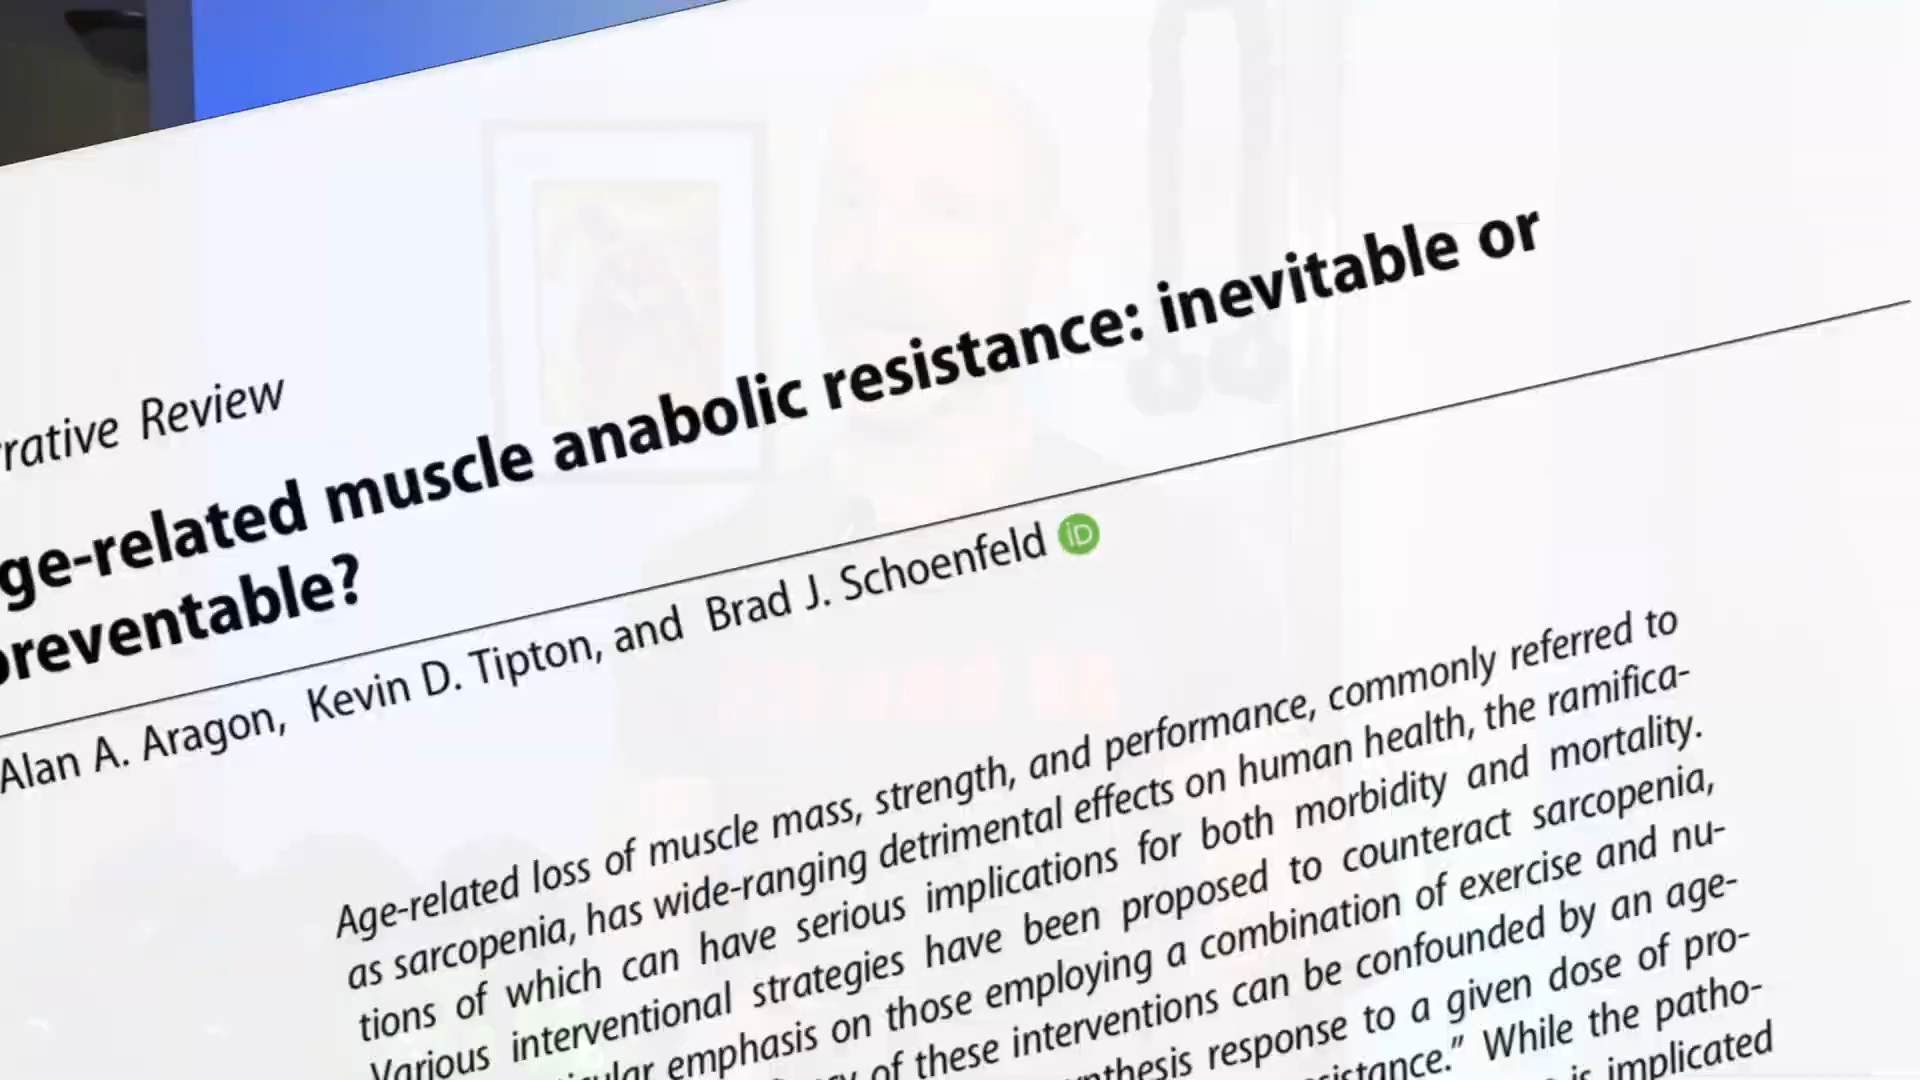 Review
muscle anabolic resistance: inevitable or
Alan A. Aragon, Kevin D. Tipton, and Brad J. Schoenfeld iD
Age-related loss of muscle mass, strength, and performance, commonly referred to
as sarcopenia, has wide-ranging detrimental effects on human health, the ramifica-
tions of which can have serious implications for both morbidity and mortality.
Various interventional strategies have been proposed to counteract sarcopenia,
emphasis on those employing a combination of exercise and nu-
of these interventions can be confounded by an age-
response to a given dose of pro-
While the patho-
is implicated